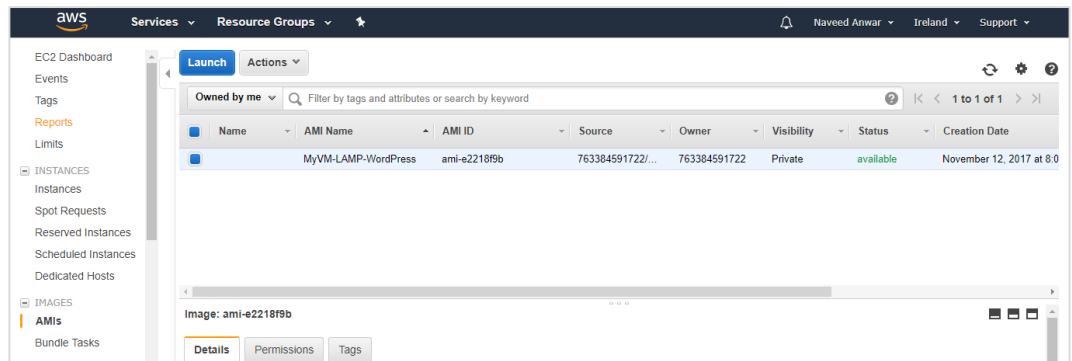 aws Services Resource Groups Naveed Anwar Ireland Support
EC2 Dashboard
Events
Tags
Reports
Limits
INSTANCES
Instances
Spot Requests
Reserved Instances
Scheduled Instances
Dedicated Hosts
IMAGES
AMIs
Bundle Tasks
Launch Actions
Owned by me Filter by tags and attributes or search by keyword 1 to 1 of 1
Name AMI Name AMI ID Source Owner Visibility Status Creation Date
MyVM-LAMP-WordPress ami-e2218f9b 763384591722/... 763384591722 Private available November 12, 2017 at 8:0
Image: ami-e2218f9b
Details Permissions Tags